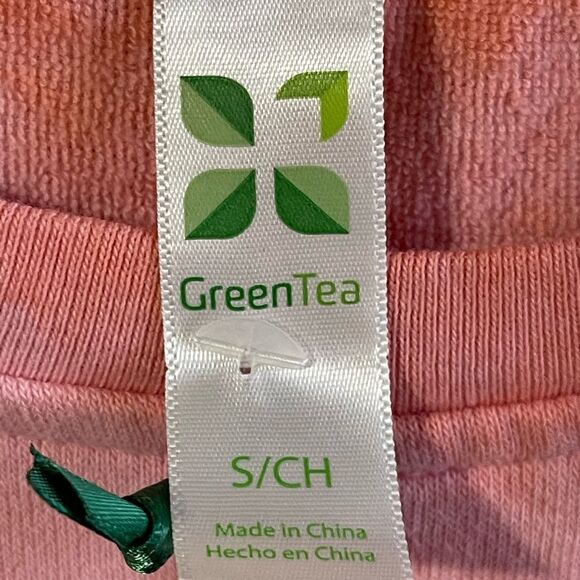 GreenTea
S/CH
Made in China
Hecho en China